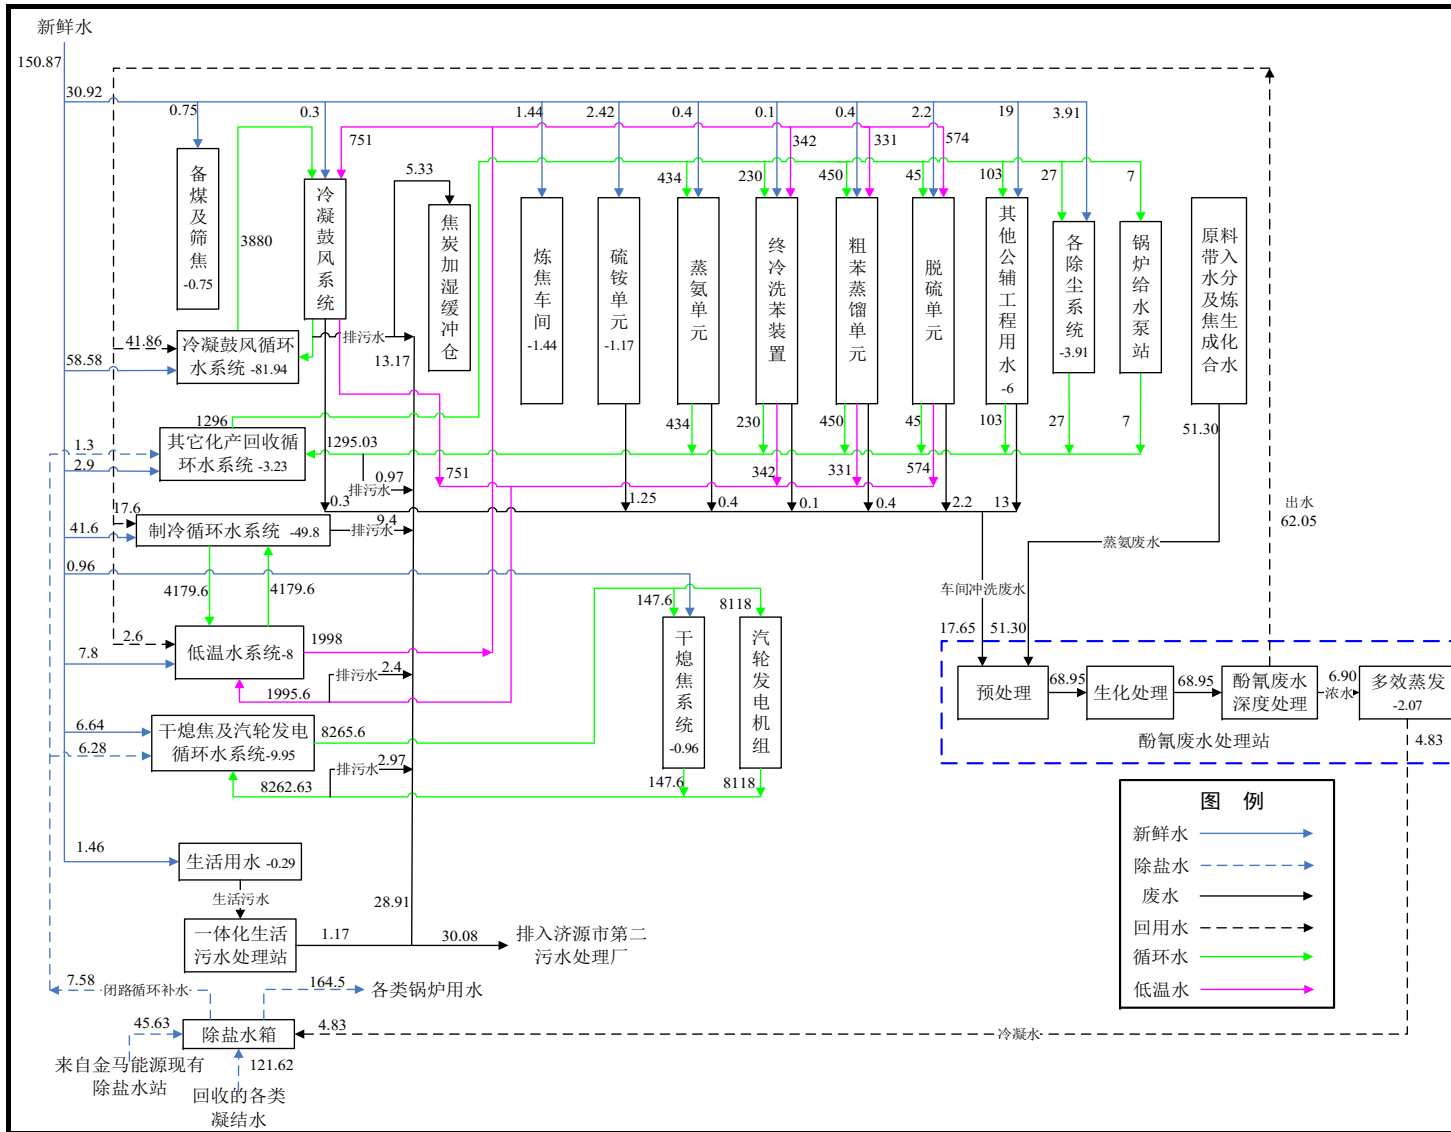 新鲜水
150.87
30.92
0.75
0.3
1.44
2.42
0.4
0.1
0.4
2.2
19
3.91
751
342
331
574
5.33
434
230
450
45
103
27
7
备煤及筛焦
-0.75
冷凝鼓风系统
焦炭加湿缓冲仓
炼焦车间
-1.44
硫铵单元
-1.17
蒸氨单元
终冷洗苯装置
粗苯蒸馏单元
脱硫单元
其他公辅工程用水
-6
各除尘系统
-3.91
锅炉给水泵站
原料带入水分及炼焦生成化合水
3880
41.86
58.58
冷凝鼓风循环
水系统 -81.94
排污水
13.17
1296
434
230
450
45
103
27
7
51.30
1.3
2.9
其它化产回收循
环水系统 -3.23
1295.03
0.97
排污水
751
342
331
574
17.6
0.3
1.25
0.4
0.1
0.4
2.2
13
41.6
制冷循环水系统 -49.8
9.4
排污水
出水
62.05
蒸氨废水
0.96
4179.6
4179.6
147.6
8118
车间冲洗废水
2.6
7.8
低温水系统-8
1998
2.4
排污水
1995.6
干熄焦系统
-0.96
汽轮发电机组
17.65
51.30
预处理
68.95
生化处理
68.95
酚氰废水
深度处理
6.90
浓水
多效蒸发
-2.07
4.83
酚氰废水处理站
6.64
6.28
干熄焦及汽轮发电
循环水系统-9.95
8265.6
2.97
排污水
8262.63
147.6
8118
图 例
新鲜水
除盐水
废水
回用水
循环水
低温水
1.46
生活用水 -0.29
生活污水
一体化生活
污水处理站
1.17
28.91
30.08
排入济源市第二
污水处理厂
7.58
闭路循环补水
164.5
各类锅炉用水
45.63
除盐水箱
4.83
冷凝水
来自金马能源现有
除盐水站
121.62
回收的各类
凝结水